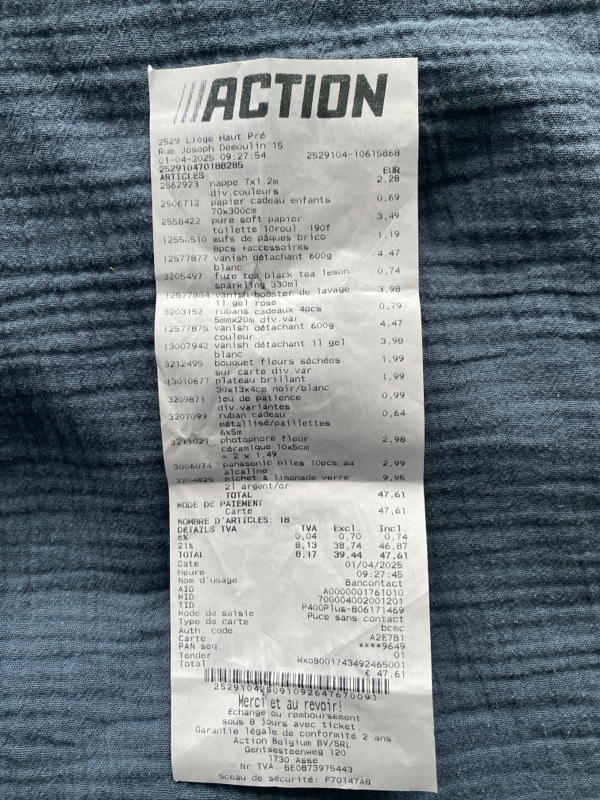 ACTION
2529 Liège Haut Pré
Rue Joseph Demoulin 15
01-04-2025 09:27:54 2529104-10615868
252910470188285
ARTICLES EUR
2562923 nappe 7x1.2m 2,28
div.couleurs
2506712 papier cadeau enfants 0,69
70x300cm
2558422 pure soft papier 3,49
toilette 10roul. 190f
12550510 œufs de pâques brico 1,19
8pcs +accessoires
12577877 vanish détachant 600g 4,47
blanc
3205497 fuze tea black tea lemon 0,74
sparkling 330ml
12577884 vanish booster de lavage 3,98
1l gel rose
3203152 rubans cadeaux 4pcs 0,79
5mmx20m div.var
12577875 vanish détachant 600g 4,47
couleur
13007942 vanish détachant 1l gel 3,98
blanc
3212495 bouquet fleurs séchées 1,99
sur carte div.var
13010677 plateau brillant 1,99
30x13x4cm noir/blanc
3209871 jeu de patience 0,99
div.variantes
3207099 ruban cadeau 0,64
métallisé/paillettes
6x5m
3213021 photophore fleur 2,98
céramique 10x5cm
= 2 x 1.49
3006074 panasonic piles 10pcs aa 2,99
alcaline
3204825 pichet à limonade verre 9,95
2l argent/or
TOTAL 47,61
MODE DE PAIEMENT
Carte 47,61
NOMBRE D'ARTICLES: 18
DÉTAILS TVA TVA Excl. Incl.
6% 0,04 0,70 0,74
21% 8,13 38,74 46,87
TOTAL 8,17 39,44 47,61
Date 01/04/2025
Heure 09:27:45
Nom d'usage Bancontact
AID A0000001761010
MID 700004002001201
TID P400Plus-806171469
Mode de saisie Puce sans contact
Type de carte bcmc
Auth. code A2E7B1
Carte ****9649
PAN seq. 01
Tender Wxo8001743492465001
Total € 47.61
Merci et au revoir!
Échange ou remboursement
sous 8 jours avec ticket
Garantie légale de conformité 2 ans
Action Belgium BV/SRL
Gentsesteenweg 120
1730 Asse
Nr TVA. BE0873975443
Sceau de sécurité: F70147A8